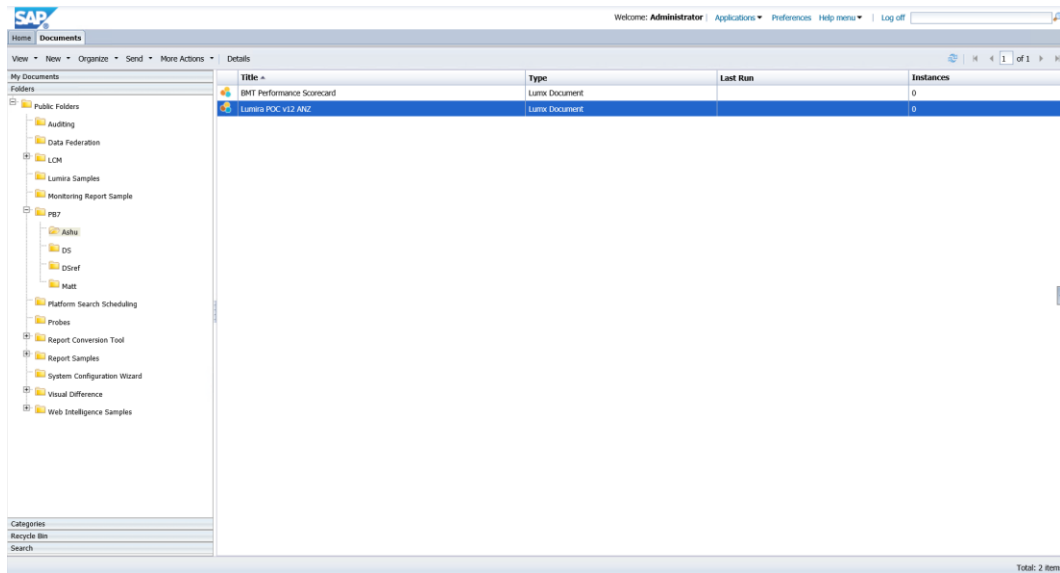 SAP
Welcome: Administrator | Applications Preferences Help menu | Log off
Home Documents
View New Organize Send More Actions Details 1 of 1
My Documents
Folders
Public Folders
Auditing
Data Federation
LCM
Lumira Samples
Monitoring Report Sample
PB7
Ashu
DS
DSref
Matt
Platform Search Scheduling
Probes
Report Conversion Tool
Report Samples
System Configuration Wizard
Visual Difference
Web Intelligence Samples
Categories
Recycle Bin
Search
Title Type Last Run Instances
BMT Performance Scorecard Lumx Document 0
Lumira POC v12 ANZ Lumx Document 0
Total: 2 item